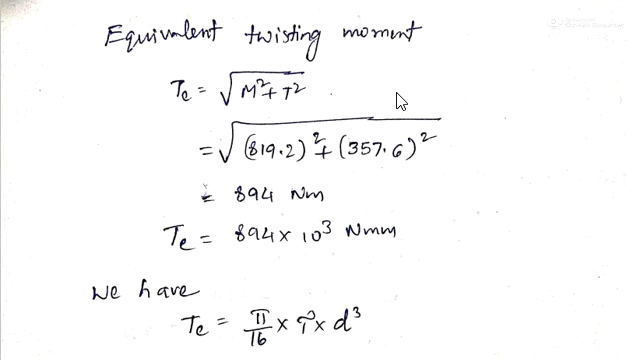 Equivalent twisting moment
Te = √M²+T²
= √(819.2)²+(357.6)²
= 894 Nm
Te = 894 × 10³ Nmm
We have
Te = π/16 × τ × d³